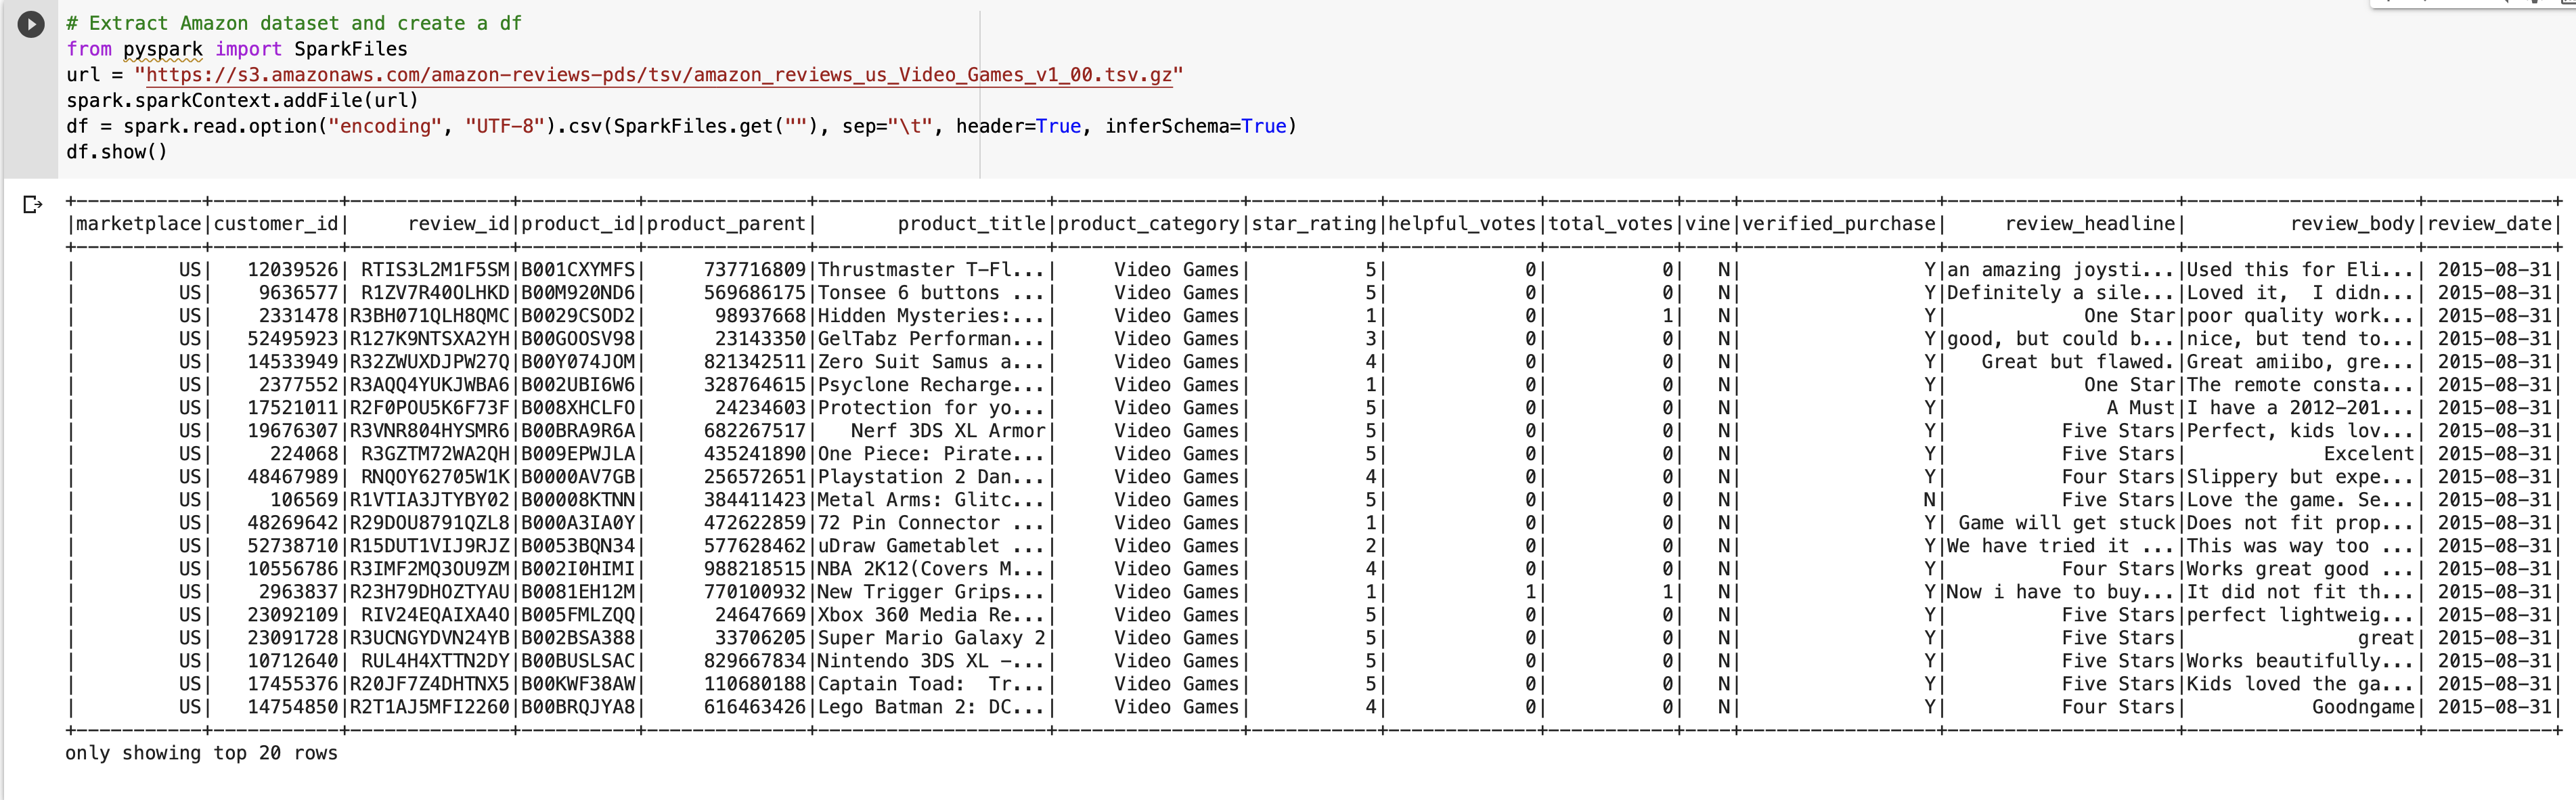 # Extract Amazon dataset and create a df
from pyspark import SparkFiles
url = "https://s3.amazonaws.com/amazon-reviews-pds/tsv/amazon_reviews_us_Video_Games_v1_00.tsv.gz"
spark.sparkContext.addFile(url)
df = spark.read.option("encoding", "UTF-8").csv(SparkFiles.get(""), sep="\t", header=True, inferSchema=True)
df.show()
+-----------+-----------+--------------+----------+--------------+--------------------+----------------+-----------+-------------+-----------+----+-----------------+--------------------+--------------------+-----------+
|marketplace|customer_id|     review_id|product_id|product_parent|       product_title|product_category|star_rating|helpful_votes|total_votes|vine|verified_purchase|     review_headline|         review_body|review_date|
+-----------+-----------+--------------+----------+--------------+--------------------+----------------+-----------+-------------+-----------+----+-----------------+--------------------+--------------------+-----------+
|         US|   12039526| RTIS3L2M1F5SM|B001CXYMFS|     737716809|Thrustmaster T-Fl...|     Video Games|          5|            0|          0|   N|                Y|an amazing joysti...|Used this for Eli...| 2015-08-31|
|         US|    9636577| R1ZV7R40OLHKD|B00M920ND6|     569686175|Tonsee 6 buttons ...|     Video Games|          5|            0|          0|   N|                Y|Definitely a sile...|Loved it,  I didn...| 2015-08-31|
|         US|    2331478|R3BH071QLH8QMC|B0029CSOD2|      98937668|Hidden Mysteries:...|     Video Games|          1|            0|          1|   N|                Y|            One Star|poor quality work...| 2015-08-31|
|         US|   52495923|R127K9NTSXA2YH|B00GOOSV98|      23143350|GelTabz Performan...|     Video Games|          3|            0|          0|   N|                Y|good, but could b...|nice, but tend to...| 2015-08-31|
|         US|   14533949|R32ZWUXDJPW27Q|B00Y074JOM|     821342511|Zero Suit Samus a...|     Video Games|          4|            0|          0|   N|                Y|   Great but flawed.|Great amiibo, gre...| 2015-08-31|
|         US|    2377552|R3AQQ4YUKJWBA6|B002UBI6W6|     328764615|Psyclone Recharge...|     Video Games|          1|            0|          0|   N|                Y|            One Star|The remote consta...| 2015-08-31|
|         US|   17521011|R2F0POU5K6F73F|B008XHCLFO|      24234603|Protection for yo...|     Video Games|          5|            0|          0|   N|                Y|              A Must|I have a 2012-201...| 2015-08-31|
|         US|   19676307|R3VNR804HYSMR6|B00BRA9R6A|     682267517|   Nerf 3DS XL Armor|     Video Games|          5|            0|          0|   N|                Y|          Five Stars|Perfect, kids lov...| 2015-08-31|
|         US|     224068| R3GZTM72WA2QH|B009EPWJLA|     435241890|One Piece: Pirate...|     Video Games|          5|            0|          0|   N|                Y|          Five Stars|            Excelent| 2015-08-31|
|         US|   48467989| RNQOY62705W1K|B0000AV7GB|     256572651|Playstation 2 Dan...|     Video Games|          4|            0|          0|   N|                Y|          Four Stars|Slippery but expe...| 2015-08-31|
|         US|     106569|R1VTIA3JTYBY02|B00008KTNN|     384411423|Metal Arms: Glitc...|     Video Games|          5|            0|          0|   N|                N|          Five Stars|Love the game. Se...| 2015-08-31|
|         US|   48269642|R29DOU8791QZL8|B000A3IA0Y|     472622859|72 Pin Connector ...|     Video Games|          1|            0|          0|   N|                Y| Game will get stuck|Does not fit prop...| 2015-08-31|
|         US|   52738710|R15DUT1VIJ9RJZ|B0053BQN34|     577628462|uDraw Gametablet ...|     Video Games|          2|            0|          0|   N|                Y|We have tried it ...|This was way too ...| 2015-08-31|
|         US|   10556786|R3IMF2MQ3OU9ZM|B002I0HIMI|     988218515|NBA 2K12(Covers M...|     Video Games|          4|            0|          0|   N|                Y|          Four Stars|Works great good ...| 2015-08-31|
|         US|    2963837|R23H79DHOZTYAU|B0081EH12M|     770100932|New Trigger Grips...|     Video Games|          1|            1|          1|   N|                Y|Now i have to buy...|It did not fit th...| 2015-08-31|
|         US|   23092109| RIV24EQAIXA4O|B005FMLZQQ|      24647669|Xbox 360 Media Re...|     Video Games|          5|            0|          0|   N|                Y|          Five Stars|perfect lightweig...| 2015-08-31|
|         US|   23091728|R3UCNGYDVN24YB|B002BSA388|      33706205|Super Mario Galaxy 2|     Video Games|          5|            0|          0|   N|                Y|          Five Stars|               great| 2015-08-31|
|         US|   10712640| RUL4H4XTTN2DY|B00BUSLSAC|     829667834|Nintendo 3DS XL -...|     Video Games|          5|            0|          0|   N|                Y|          Five Stars|Works beautifully...| 2015-08-31|
|         US|   17455376|R20JF7Z4DHTNX5|B00KWF38AW|     110680188|Captain Toad:  Tr...|     Video Games|          5|            0|          0|   N|                Y|          Five Stars|Kids loved the ga...| 2015-08-31|
|         US|   14754850|R2T1AJ5MFI2260|B00BRQJYA8|     616463426|Lego Batman 2: DC...|     Video Games|          4|            0|          0|   N|                Y|          Four Stars|           Goodngame| 2015-08-31|
+-----------+-----------+--------------+----------+--------------+--------------------+----------------+-----------+-------------+-----------+----+-----------------+--------------------+--------------------+-----------+
only showing top 20 rows